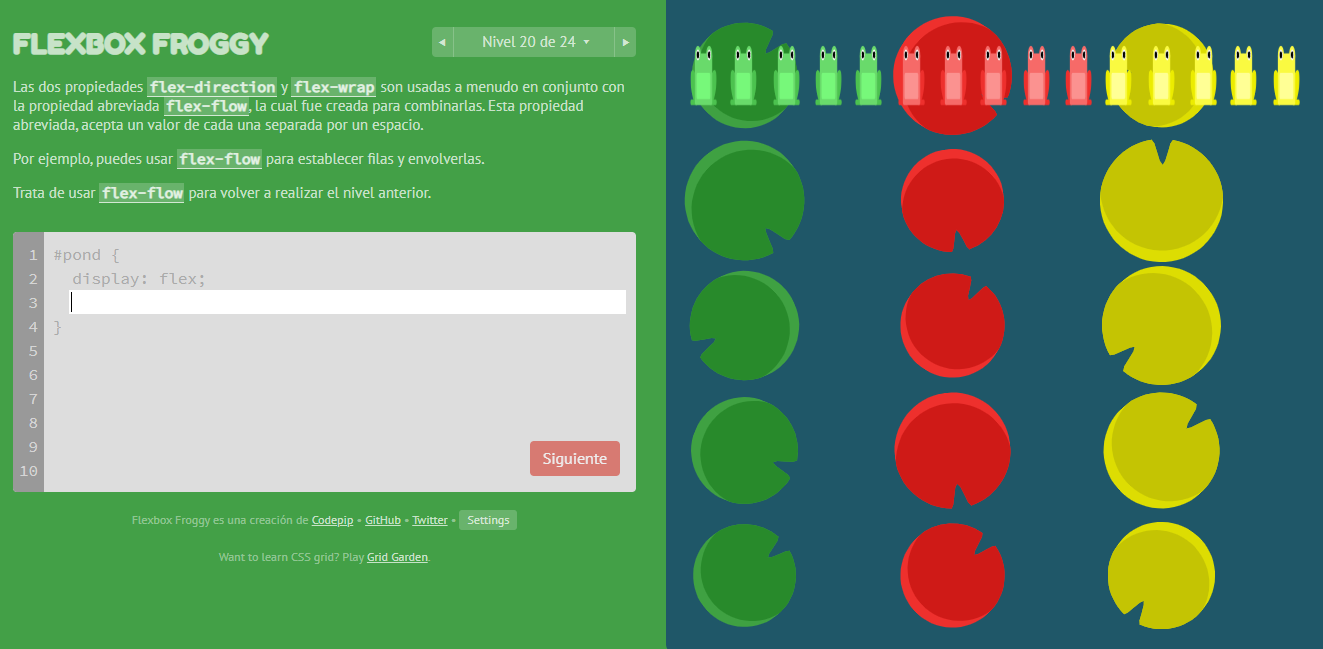 FLEXBOX FROGGY
◀ Nivel 20 de 24 ▾ ▶
Las dos propiedades flex-direction y flex-wrap son usadas a menudo en conjunto con
la propiedad abreviada flex-flow, la cual fue creada para combinarlas. Esta propiedad
abreviada, acepta un valor de cada una separada por un espacio.
Por ejemplo, puedes usar flex-flow para establecer filas y envolverlas.
Trata de usar flex-flow para volver a realizar el nivel anterior.
1 #pond {
2 display: flex;
3
4 }
5
6
7
8
9
10
Siguiente
Flexbox Froggy es una creación de Codepip • GitHub • Twitter • Settings
Want to learn CSS grid? Play Grid Garden.